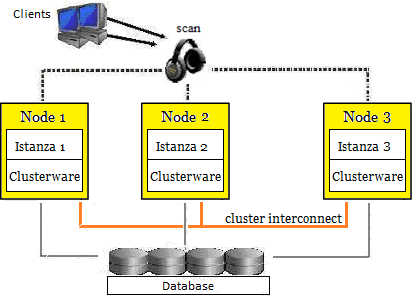 Clients
scan
Node 1
Node 2
Node 3
Istanza 1
Istanza 2
Istanza 3
Clusterware
Clusterware
Clusterware
cluster interconnect
Database